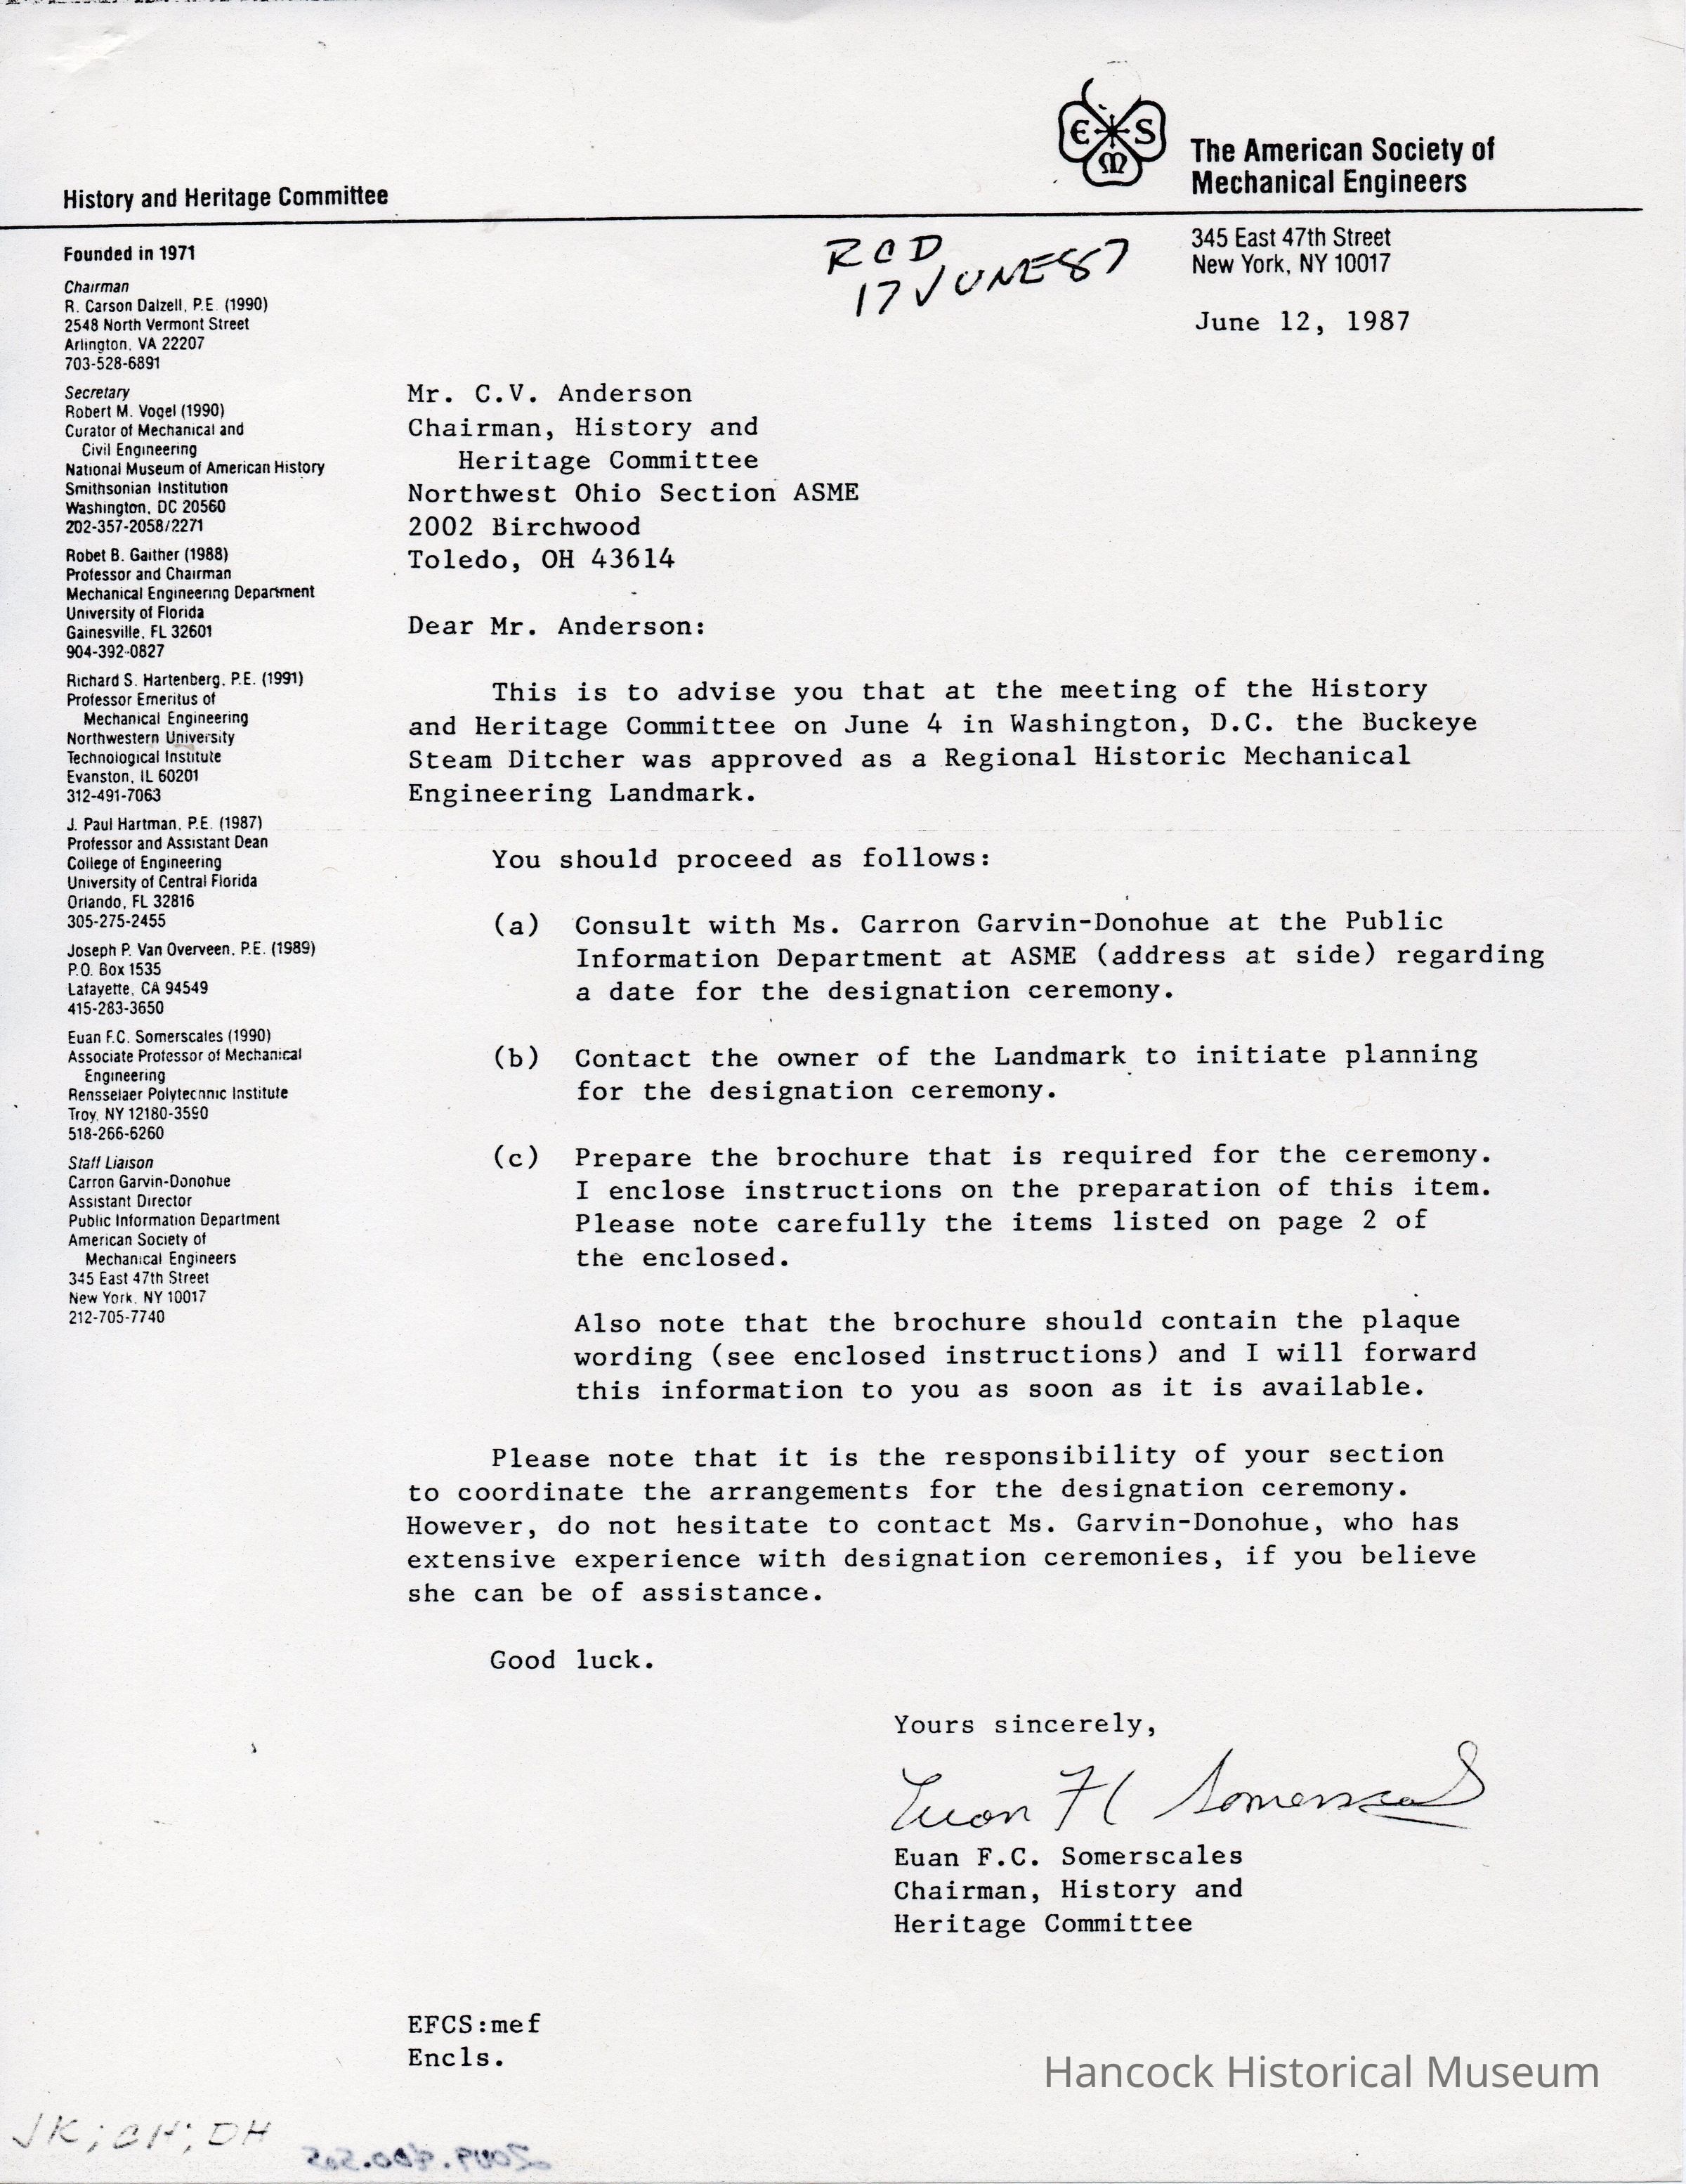 E S
M
The American Society of
Mechanical Engineers
History and Heritage Committee
345 East 47th Street
New York, NY 10017
RCD
17 JUNE 87
June 12, 1987
Founded in 1971
Chairman
R. Carson Dalzell, P.E. (1990)
2548 North Vermont Street
Arlington, VA 22207
703-528-6891
Secretary
Robert M. Vogel (1990)
Curator of Mechanical and
Civil Engineering
National Museum of American History
Smithsonian Institution
Washington, DC 20560
202-357-2058/2271
Robet B. Gaither (1988)
Professor and Chairman
Mechanical Engineering Department
University of Florida
Gainesville, FL 32601
904-392-0827
Richard S. Hartenberg, P.E. (1991)
Professor Emeritus of
Mechanical Engineering
Northwestern University
Technological Institute
Evanston, IL 60201
312-491-7063
J. Paul Hartman, P.E. (1987)
Professor and Assistant Dean
College of Engineering
University of Central Florida
Orlando, FL 32816
305-275-2455
Joseph P. Van Overveen, P.E. (1989)
P.O. Box 1535
Lafayette, CA 94549
415-283-3650
Euan F.C. Somerscales (1990)
Associate Professor of Mechanical
Engineering
Rensselaer Polytechnic Institute
Troy, NY 12180-3590
518-266-6260
Staff Liaison
Carron Garvin-Donohue
Assistant Director
Public Information Department
American Society of
Mechanical Engineers
345 East 47th Street
New York, NY 10017
212-705-7740
Mr. C.V. Anderson
Chairman, History and
Heritage Committee
Northwest Ohio Section ASME
2002 Birchwood
Toledo, OH 43614
Dear Mr. Anderson:
This is to advise you that at the meeting of the History
and Heritage Committee on June 4 in Washington, D.C. the Buckeye
Steam Ditcher was approved as a Regional Historic Mechanical
Engineering Landmark.
You should proceed as follows:
(a) Consult with Ms. Carron Garvin-Donohue at the Public
Information Department at ASME (address at side) regarding
a date for the designation ceremony.
(b) Contact the owner of the Landmark to initiate planning
for the designation ceremony.
(c) Prepare the brochure that is required for the ceremony.
I enclose instructions on the preparation of this item.
Please note carefully the items listed on page 2 of
the enclosed.
Also note that the brochure should contain the plaque
wording (see enclosed instructions) and I will forward
this information to you as soon as it is available.
Please note that it is the responsibility of your section
to coordinate the arrangements for the designation ceremony.
However, do not hesitate to contact Ms. Garvin-Donohue, who has
extensive experience with designation ceremonies, if you believe
she can be of assistance.
Good luck.
Yours sincerely,
Euan F C Somerscales
Euan F.C. Somerscales
Chairman, History and
Heritage Committee
EFCS:mef
Encls.
Hancock Historical Museum
JK; CH; DH